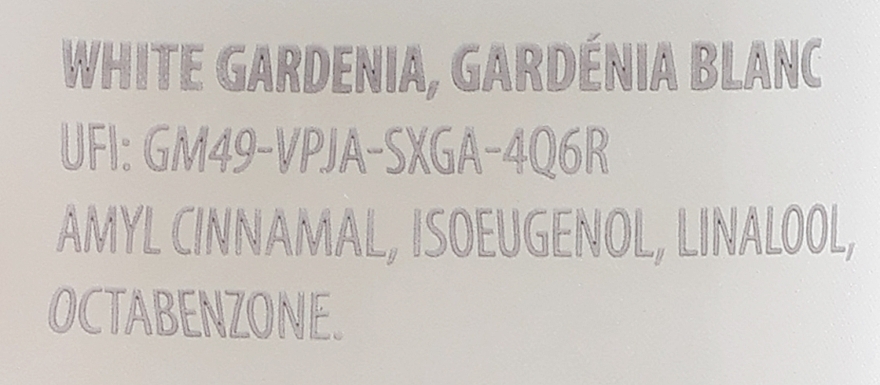 WHITE GARDENIA, GARDÉNIA BLANC
UFI: GM49-VPJA-SXGA-4Q6R
AMYL CINNAMAL, ISOEUGENOL, LINALOOL,
OCTABENZONE.